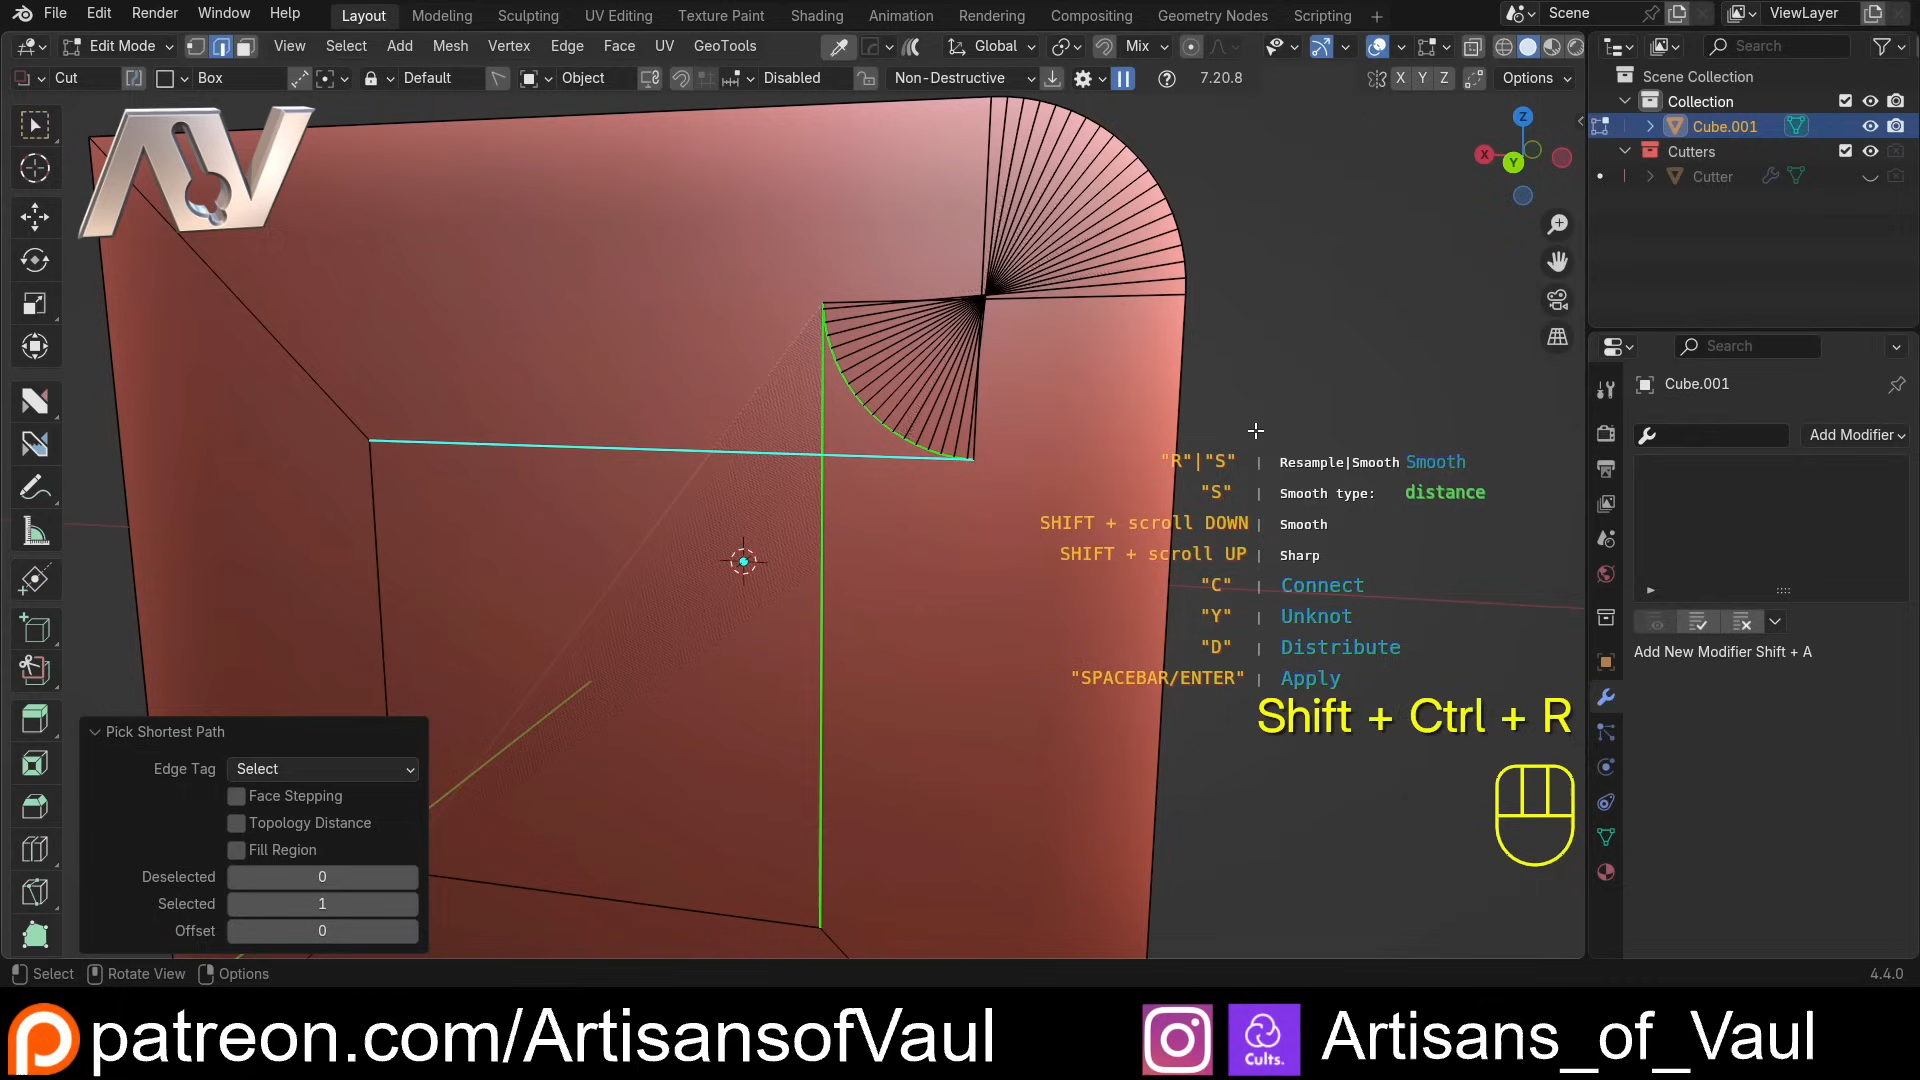 File Edit Render Window Help Layout Modeling Sculpting UV Editing Texture Paint Shading Animation Rendering Compositing Geometry Nodes Scripting + Scene ViewLayer
Edit Mode View Select Add Mesh Vertex Edge Face UV GeoTools Global Mix Search
Cut Box Default Object Disabled Non-Destructive 7.20.8 X Y Z Options
Scene Collection
Collection
Cube.001
Cutters
Cutter
AV
Z
X
Y
Search
Cube.001
Add Modifier
Add New Modifier Shift + A
"R"|"S" | Resample|Smooth Smooth
"S" | Smooth type: distance
SHIFT + scroll DOWN | Smooth
SHIFT + scroll UP | Sharp
"C" | Connect
"Y" | Unknot
"D" | Distribute
"SPACEBAR/ENTER" | Apply
Shift + Ctrl + R
Pick Shortest Path
Edge Tag Select
Face Stepping
Topology Distance
Fill Region
Deselected 0
Selected 1
Offset 0
Select Rotate View Options 4.4.0
patreon.com/ArtisansofVaul Cults. Artisans_of_Vaul